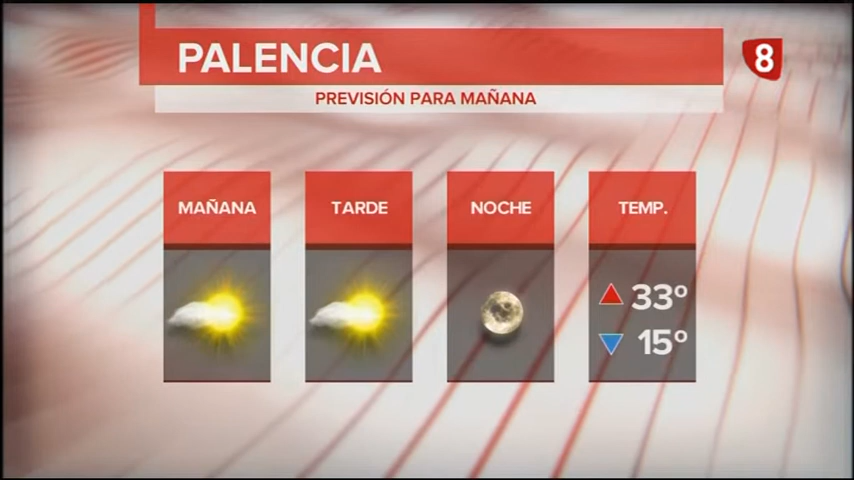 PALENCIA
8
PREVISIÓN PARA MAÑANA
MAÑANA
TARDE
NOCHE
TEMP.
33º
15º